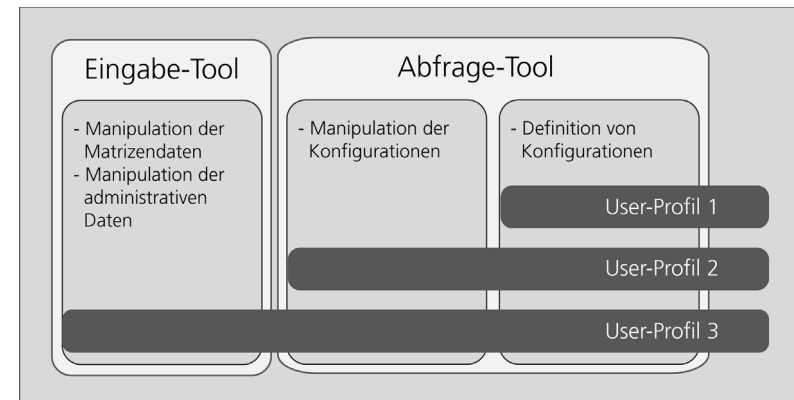 Eingabe-Tool
- Manipulation der
Matrizendaten
- Manipulation der
administrativen
Daten
Abfrage-Tool
- Manipulation der
Konfigurationen
- Definition von
Konfigurationen
User-Profil 1
User-Profil 2
User-Profil 3